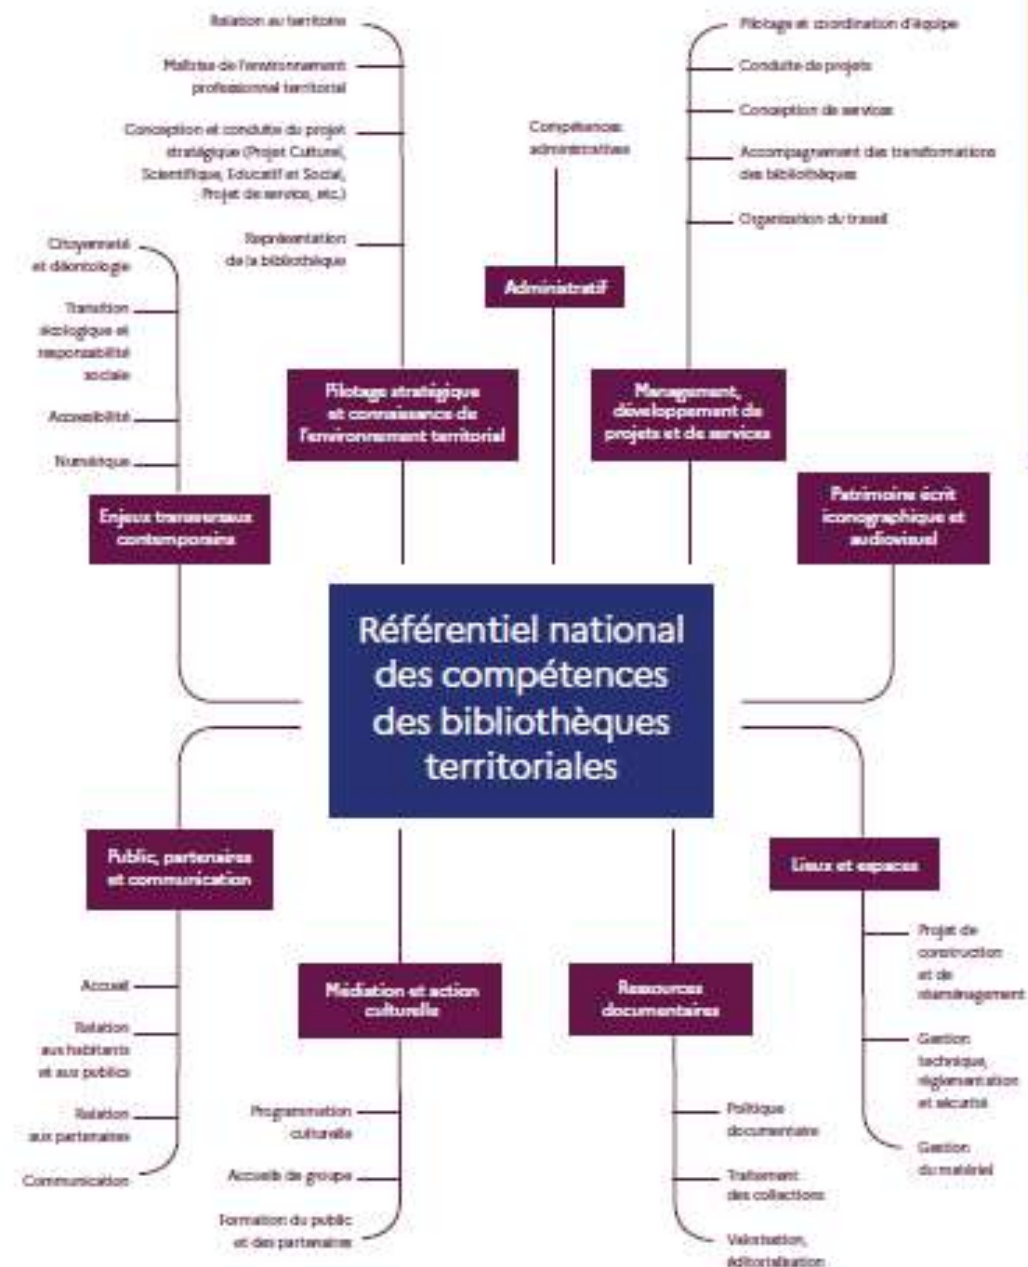 Relation au territoire
Maîtrise de l'environnement
professionnel territorial
Conception et conduite du projet
stratégique (Projet Culturel,
Scientifique, Educatif et Social,
Projet de service, etc.)
Représentation
de la bibliothèque
Pilotage stratégique
et connaissance de
l'environnement territorial
Compétences
administratives
Administratif
Pilotage et coordination d'équipe
Conduite de projets
Conception de services
Accompagnement des transformations
des bibliothèques
Organisation du travail
Management,
développement de
projets et de services
Citoyenneté
et déontologie
Transition
écologique et
responsabilité
sociale
Accessibilité
Numérique
Enjeux transversaux
contemporains
Patrimoine écrit
iconographique et
audiovisuel
Référentiel national
des compétences
des bibliothèques
territoriales
Public, partenaires
et communication
Accueil
Relation
aux habitants
et aux publics
Relation
aux partenaires
Communication
Médiation et action
culturelle
Programmation
culturelle
Accueils de groupe
Formation du public
et des partenaires
Ressources
documentaires
Politique
documentaire
Traitement
des collections
Valorisation,
éditorialisation
Lieux et espaces
Projet de
construction
et de
réaménagement
Gestion
technique,
réglementation
et sécurité
Gestion
du matériel